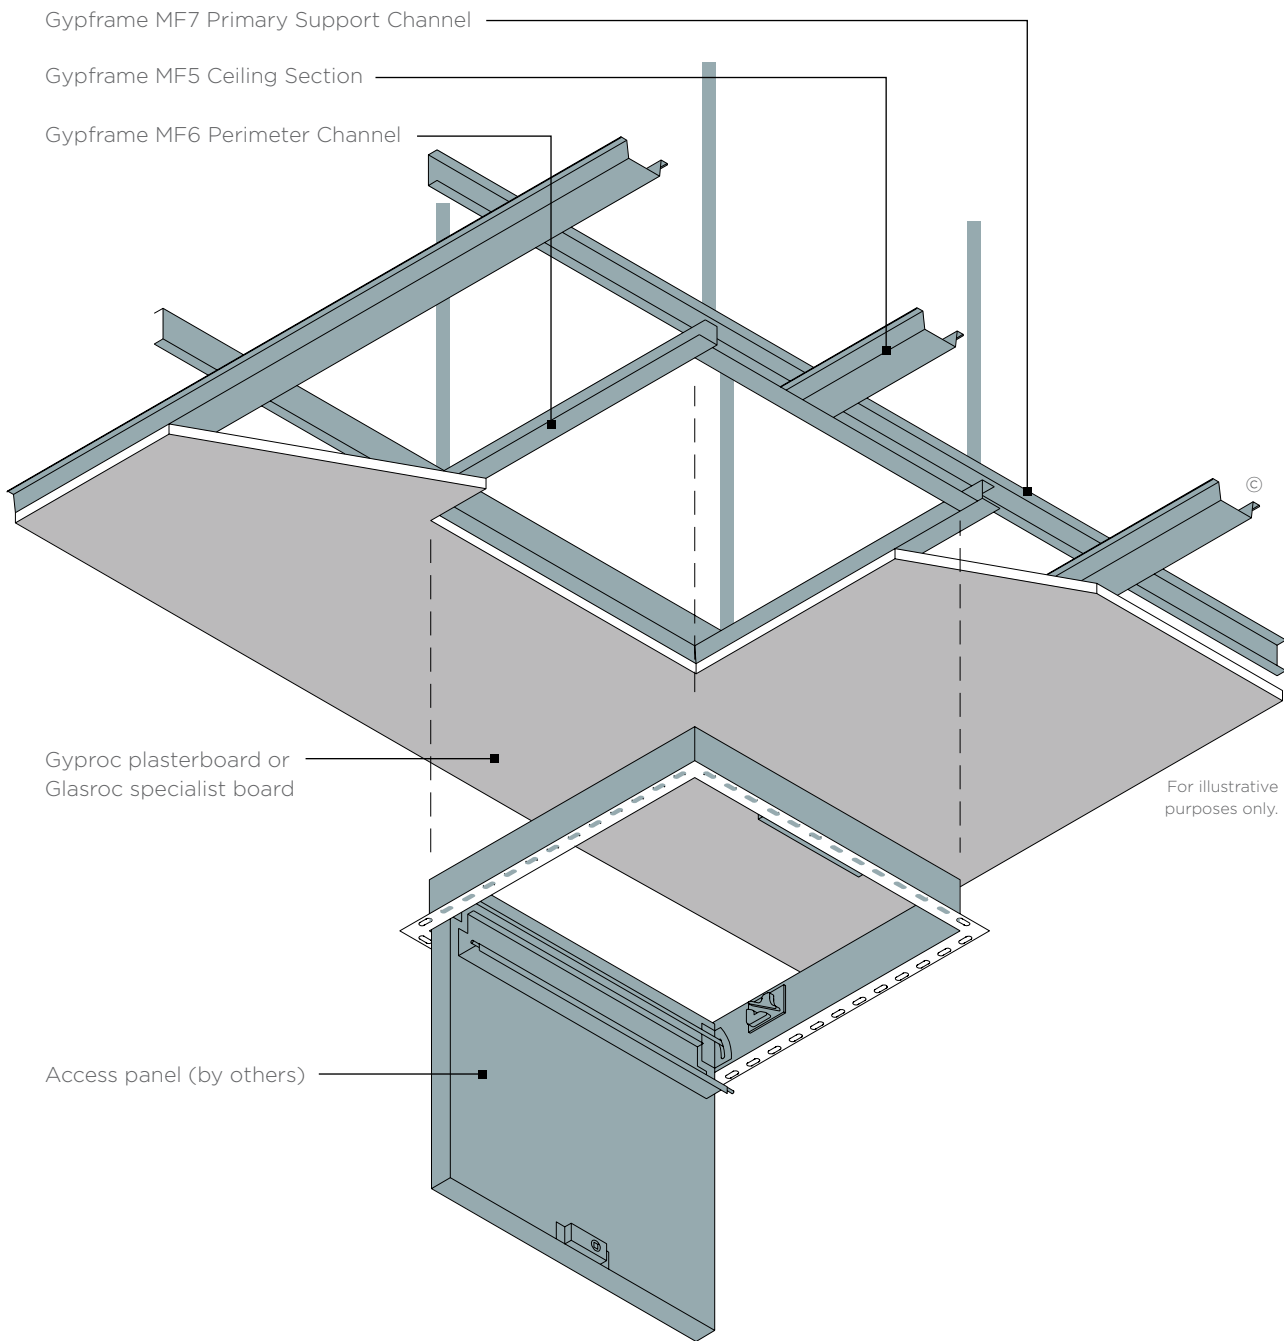 Gypframe MF7 Primary Support Channel
Gypframe MF5 Ceiling Section
Gypframe MF6 Perimeter Channel
©
Gyproc plasterboard or
Glasroc specialist board
For illustrative
purposes only.
Access panel (by others)